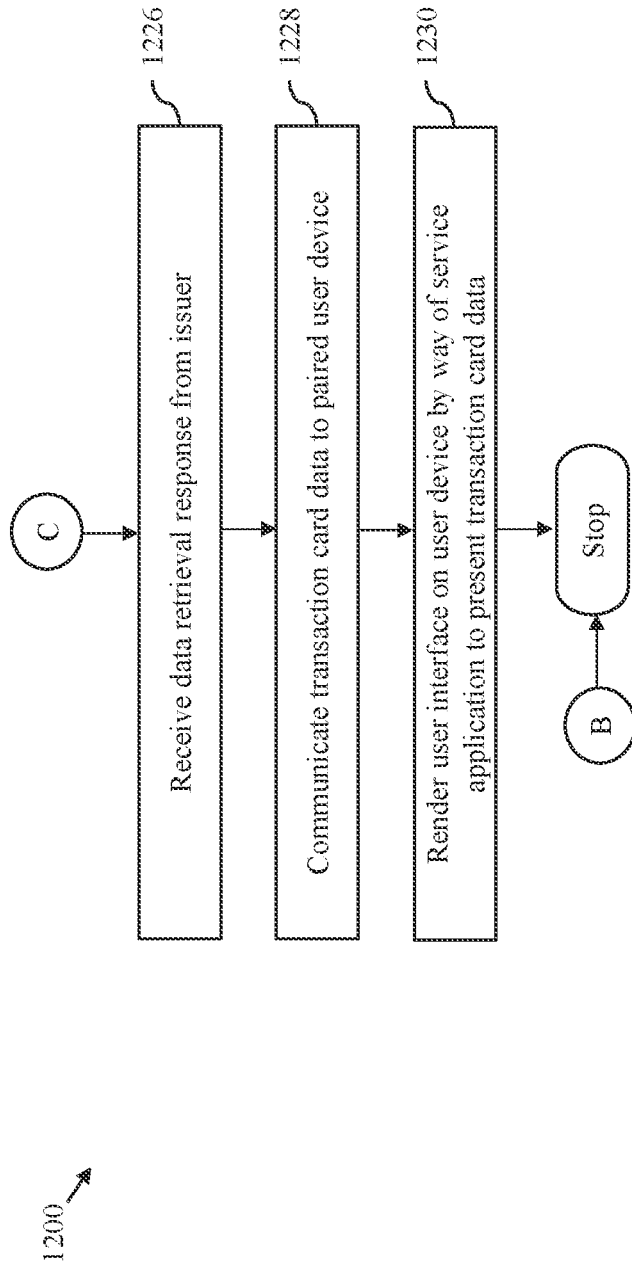 1200
C
Receive data retrieval response from issuer
1226
Communicate transaction card data to paired user device
1228
Render user interface on user device by way of service
application to present transaction card data
1230
B
Stop